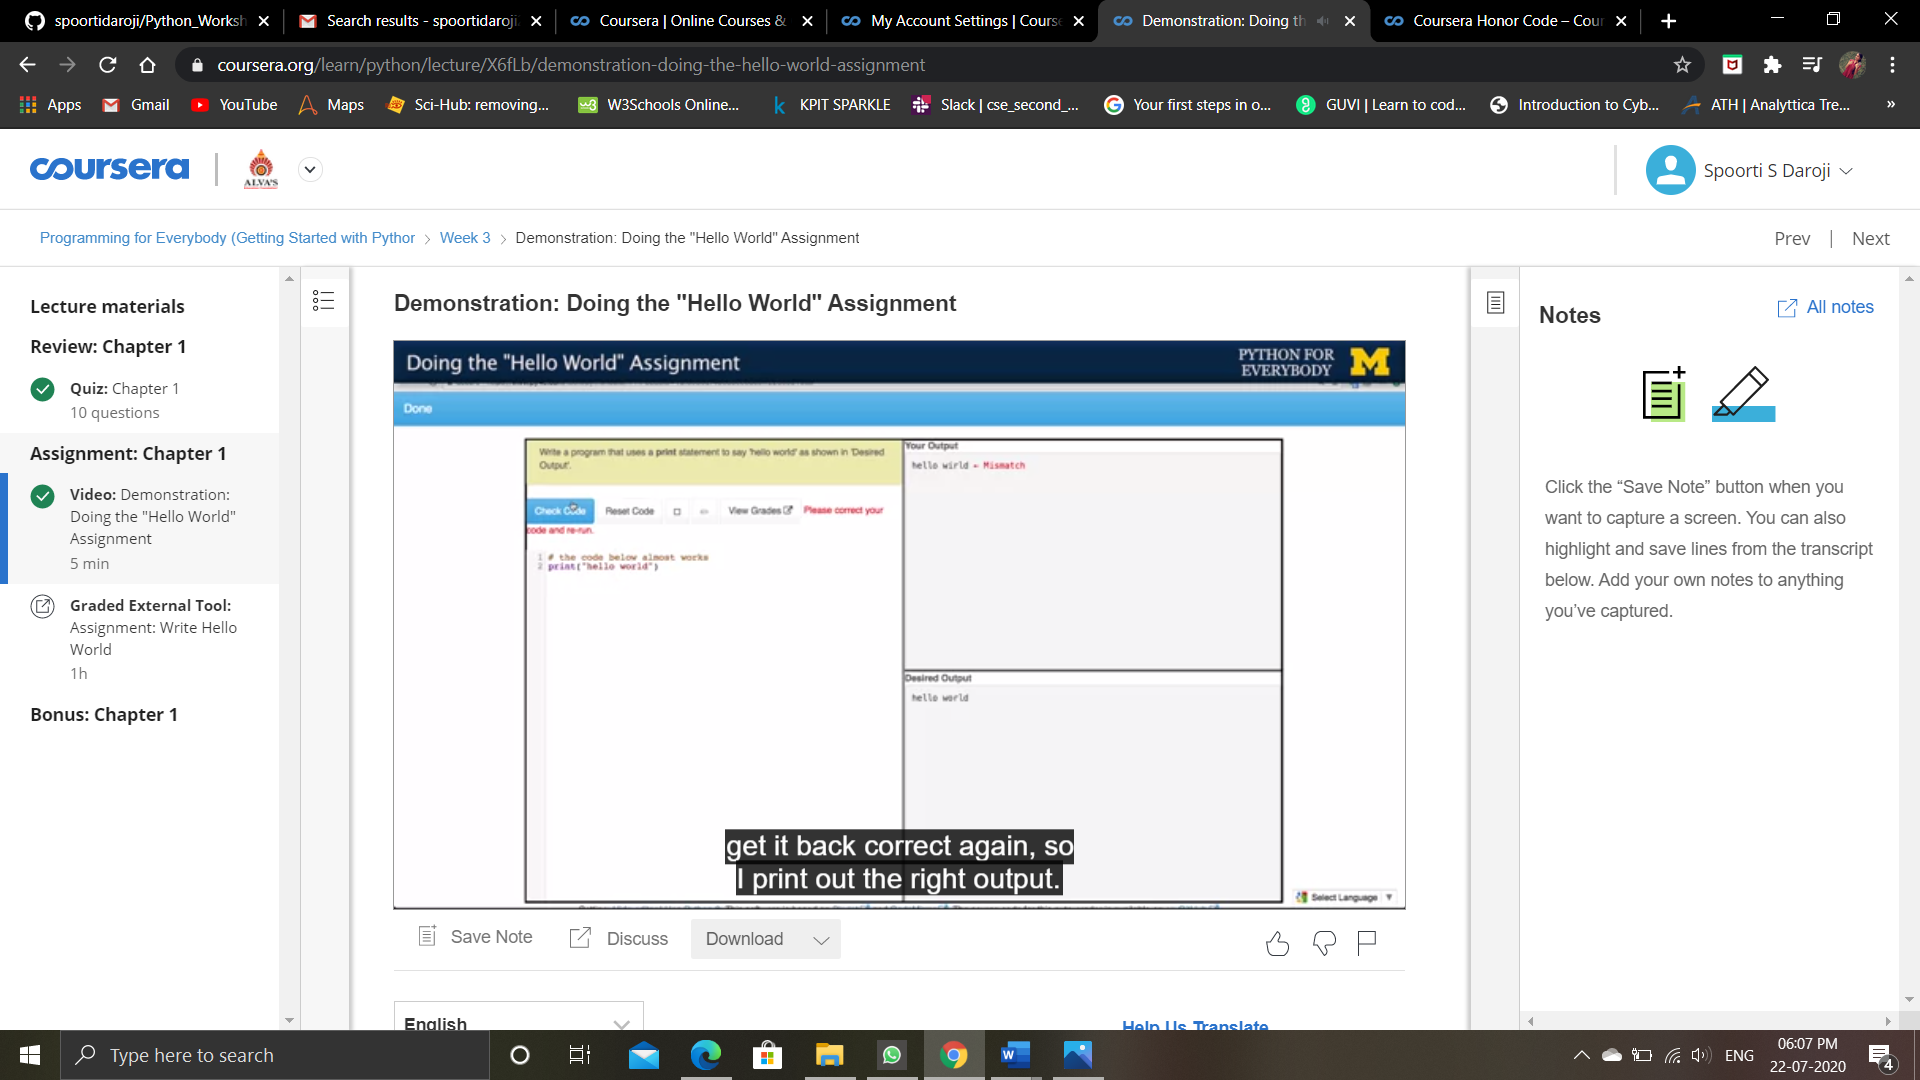 spoortidaroji/Python_Worksh
Search results - spoortidaroji
Coursera | Online Courses &
My Account Settings | Course
Demonstration: Doing th
Coursera Honor Code – Cour
coursera.org/learn/python/lecture/X6fLb/demonstration-doing-the-hello-world-assignment
Apps
Gmail
YouTube
Maps
Sci-Hub: removing...
W3Schools Online...
KPIT SPARKLE
Slack | cse_second_...
Your first steps in o...
GUVI | Learn to cod...
Introduction to Cyb...
ATH | Analyttica Tre...
»
coursera
ALVA'S
Spoorti S Daroji
Programming for Everybody (Getting Started with Python
Week 3
Demonstration: Doing the "Hello World" Assignment
Prev | Next
Lecture materials
Review: Chapter 1
Quiz: Chapter 1
10 questions
Assignment: Chapter 1
Video: Demonstration:
Doing the "Hello World"
Assignment
5 min
Graded External Tool:
Assignment: Write Hello
World
1h
Bonus: Chapter 1
Demonstration: Doing the "Hello World" Assignment
Doing the "Hello World" Assignment
PYTHON FOR
EVERYBODY
M
Done
Write a program that uses a print statement to say 'hello world' as shown in 'Desired
Output'.
Check Code
Reset Code
View Grades
Please correct your
code and re-run.
1 # the code below almost works
2 print("hello world")
Your Output
hello wirld ← Mismatch
Desired Output
hello world
get it back correct again, so
I print out the right output.
Select Language ▼
Save Note
Discuss
Download
English
Help Us Translate
Notes
All notes
Click the “Save Note” button when you
want to capture a screen. You can also
highlight and save lines from the transcript
below. Add your own notes to anything
you’ve captured.
Type here to search
W
ENG
06:07 PM
22-07-2020
4